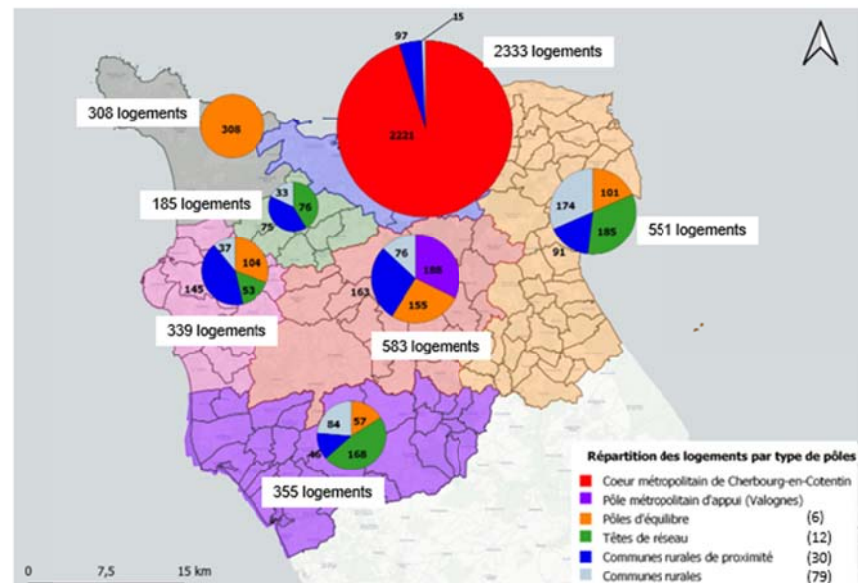 15
97
2333 logements
2221
308 logements
308
185 logements
33
76
75
174
101
185
91
551 logements
37
104
53
145
339 logements
76
188
163
155
583 logements
84
57
46
168
355 logements
Répartition des logements par type de pôles
Coeur métropolitain de Cherbourg-en-Cotentin
Pôle métropolitain d'appui (Valognes)
Pôles d'équilibre (6)
Têtes de réseau (12)
Communes rurales de proximité (30)
Communes rurales (79)
0 7,5 15 km